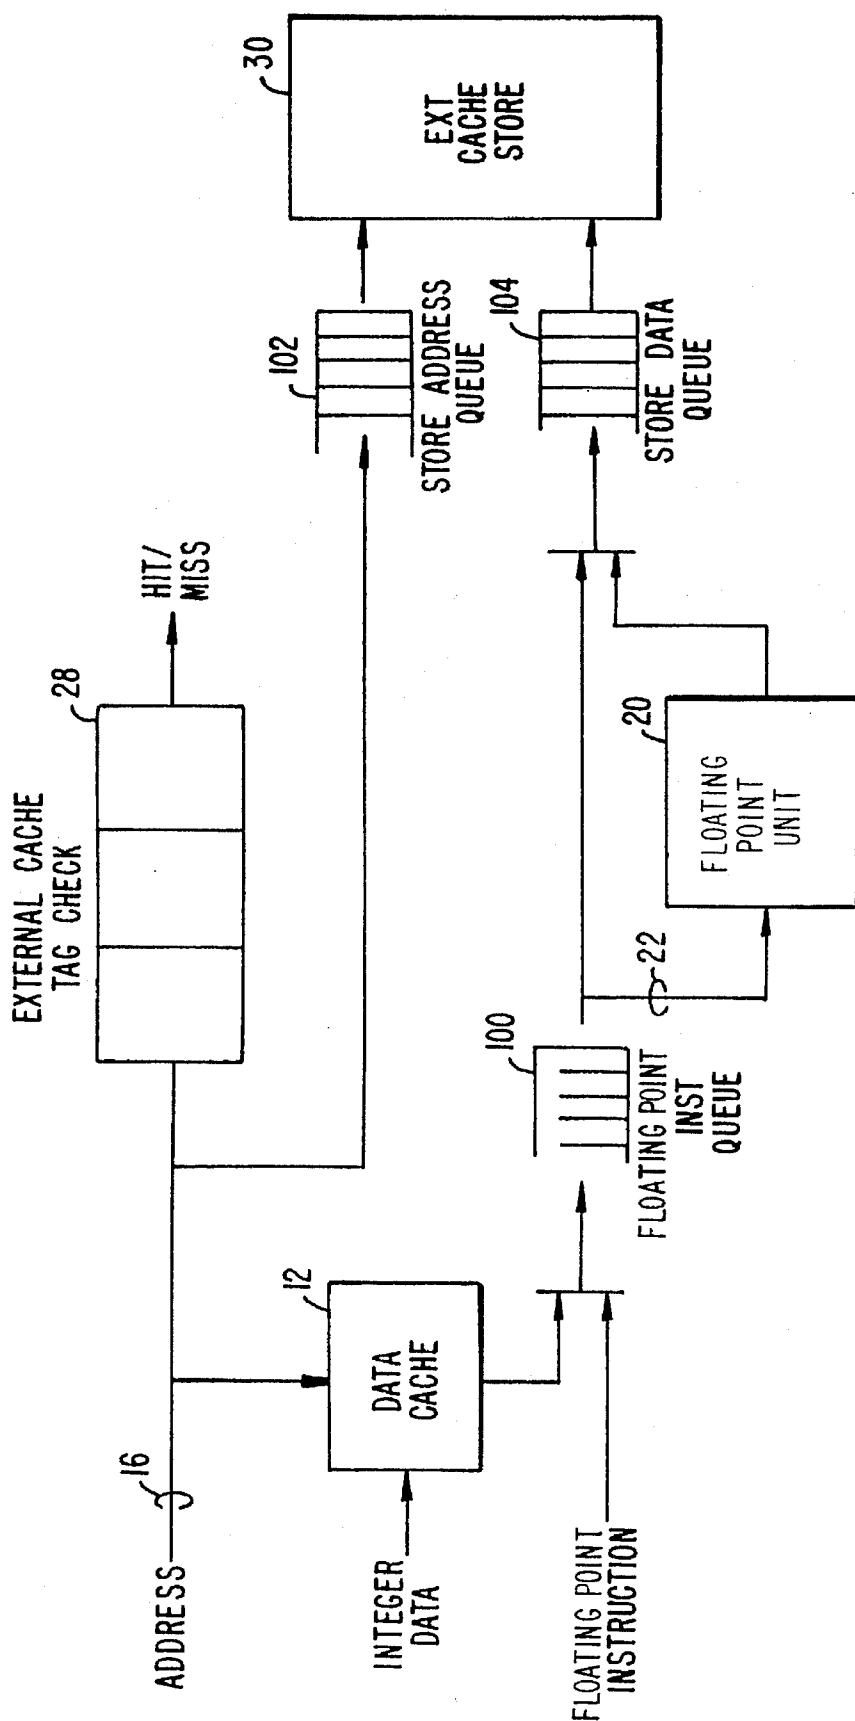 EXTERNAL CACHE
TAG CHECK
28
HIT/
MISS
ADDRESS
16
102
STORE ADDRESS
QUEUE
30
EXT
CACHE
STORE
INTEGER
DATA
12
DATA
CACHE
100
FLOATING POINT
INST
QUEUE
104
STORE DATA
QUEUE
FLOATING POINT
INSTRUCTION
22
20
FLOATING
POINT
UNIT